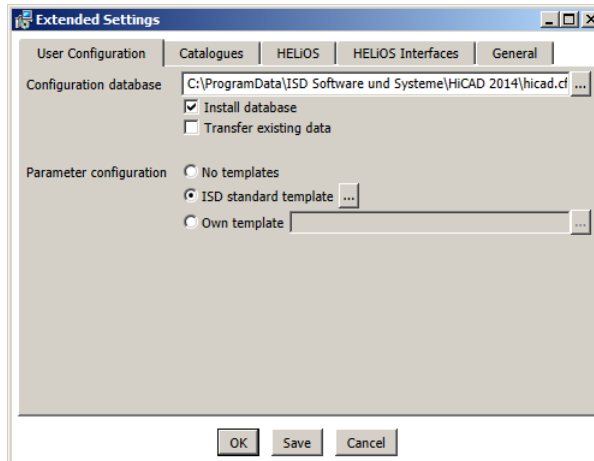 Extended Settings
User Configuration Catalogues HELiOS HELiOS Interfaces General
Configuration database C:\ProgramData\ISD Software und Systeme\HiCAD 2014\hicad.cf ...
Install database
Transfer existing data
Parameter configuration No templates
ISD standard template ...
Own template ...
OK Save Cancel